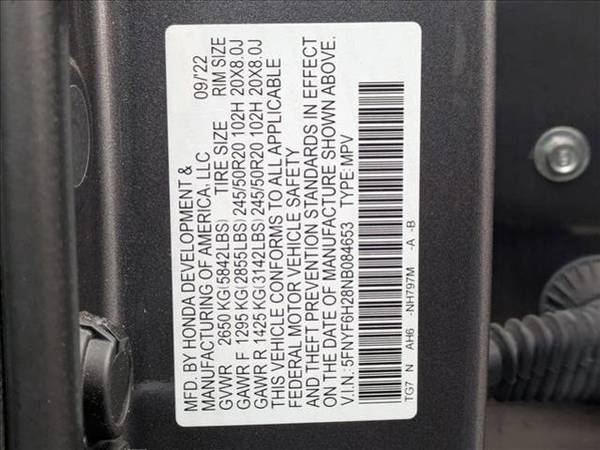 MFD. BY HONDA DEVELOPMENT &
MANUFACTURING OF AMERICA, LLC 09/'22
GVWR 2650 KG(5842LBS) TIRE SIZE RIM SIZE
GAWR F 1295 KG(2855LBS) 245/50R20 102H 20X8.0J
GAWR R 1425 KG(3142LBS) 245/50R20 102H 20X8.0J
THIS VEHICLE CONFORMS TO ALL APPLICABLE
FEDERAL MOTOR VEHICLE SAFETY
AND THEFT PREVENTION STANDARDS IN EFFECT
ON THE DATE OF MANUFACTURE SHOWN ABOVE.
V.I.N.: 5FNYF6H28NB084653 TYPE:MPV
TG7 N AH6 -NH797M -A -B